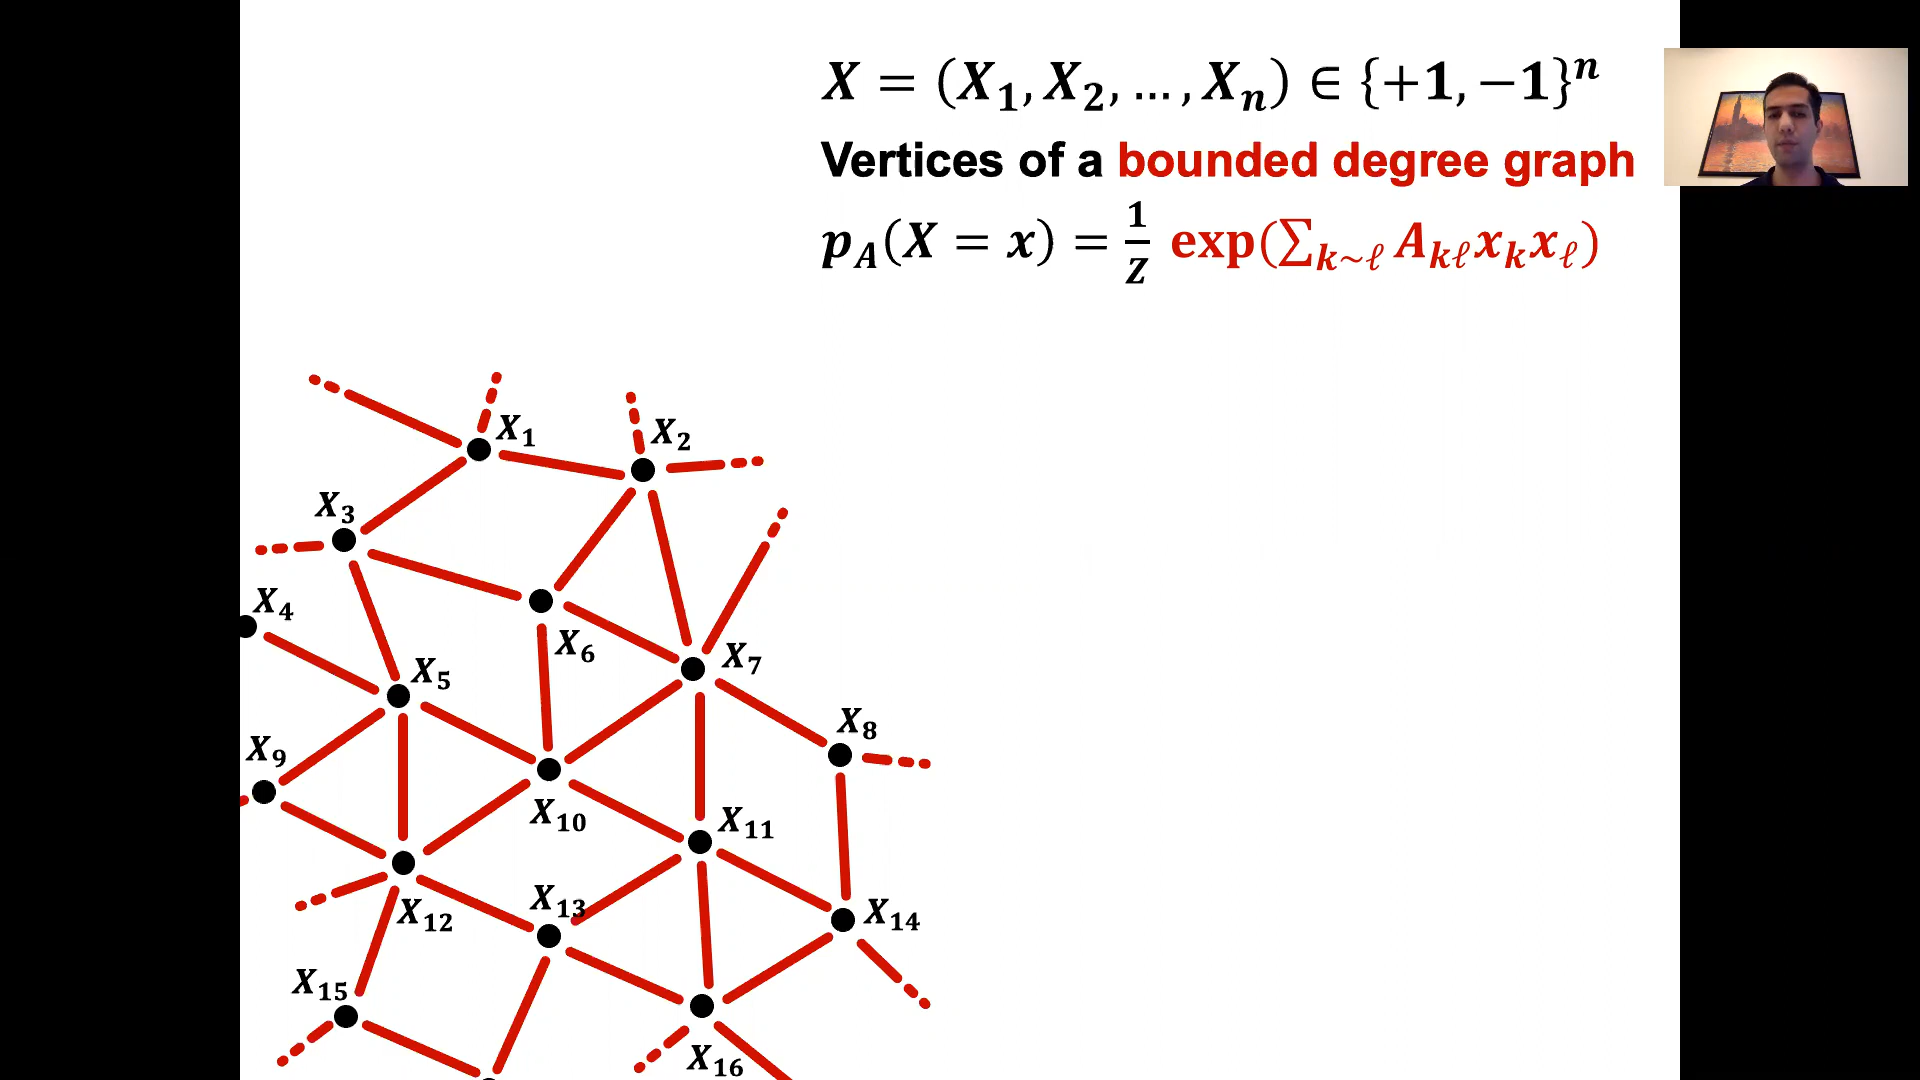 X = (X₁, X₂, …, Xₙ) ∈ {+1, −1}ⁿ
Vertices of a bounded degree graph
p_A(X = x) = 1/Z exp(∑_{k∼ℓ} A_{kℓ} x_k x_ℓ)
X₁
X₂
X₃
X₄
X₆
X₇
X₅
X₈
X₉
X₁₀
X₁₁
X₁₃
X₁₂
X₁₄
X₁₅
X₁₆